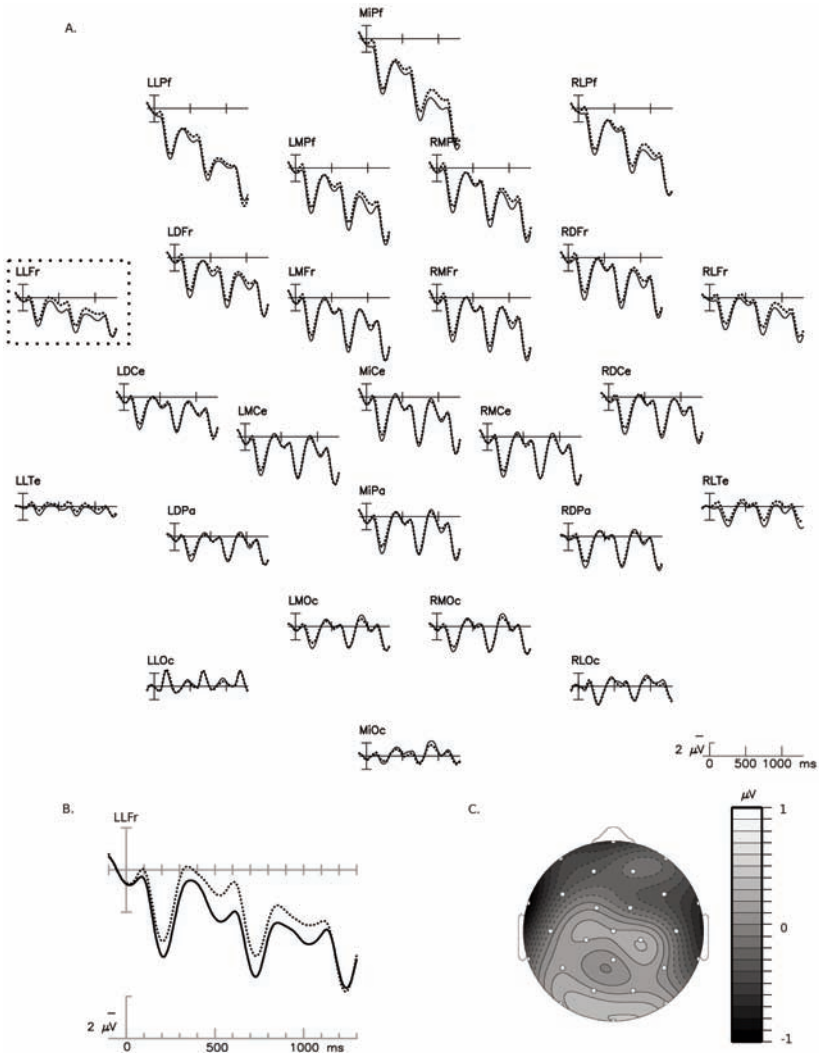 A.
MiPf
LLPf
RLPf
LMPf
RMPf
LDFr
RDFr
LLFr
LMFr
RMFr
RLFr
LDCe
MiCe
RDCe
LMCe
RMCe
LLTe
MiPa
RLTe
LDPa
RDPa
LMOc
RMOc
LLOc
RLOc
MiOc
2 μV
0 500 1000 ms
B.
LLFr
2 μV
0 500 1000 ms
C.
μV
1
0
-1